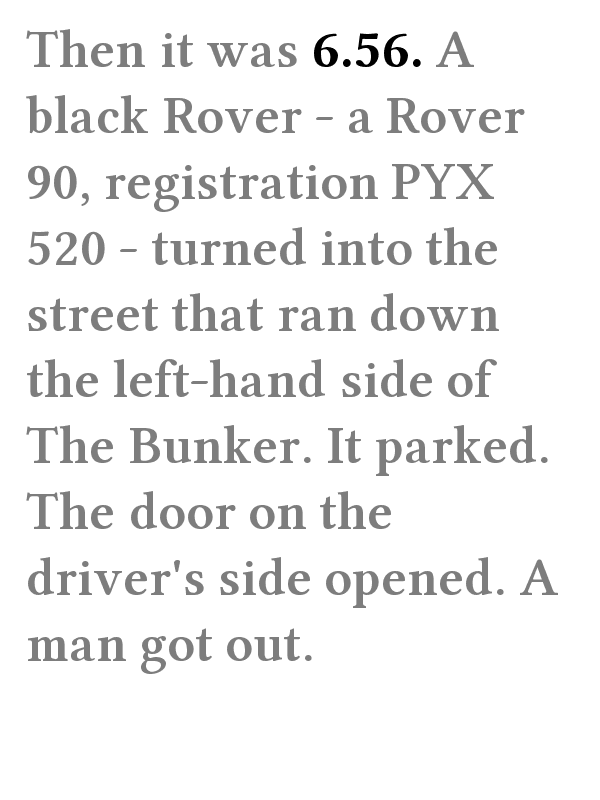 Then it was 6.56. A
black Rover - a Rover
90, registration PYX
520 - turned into the
street that ran down
the left-hand side of
The Bunker. It parked.
The door on the
driver's side opened. A
man got out.